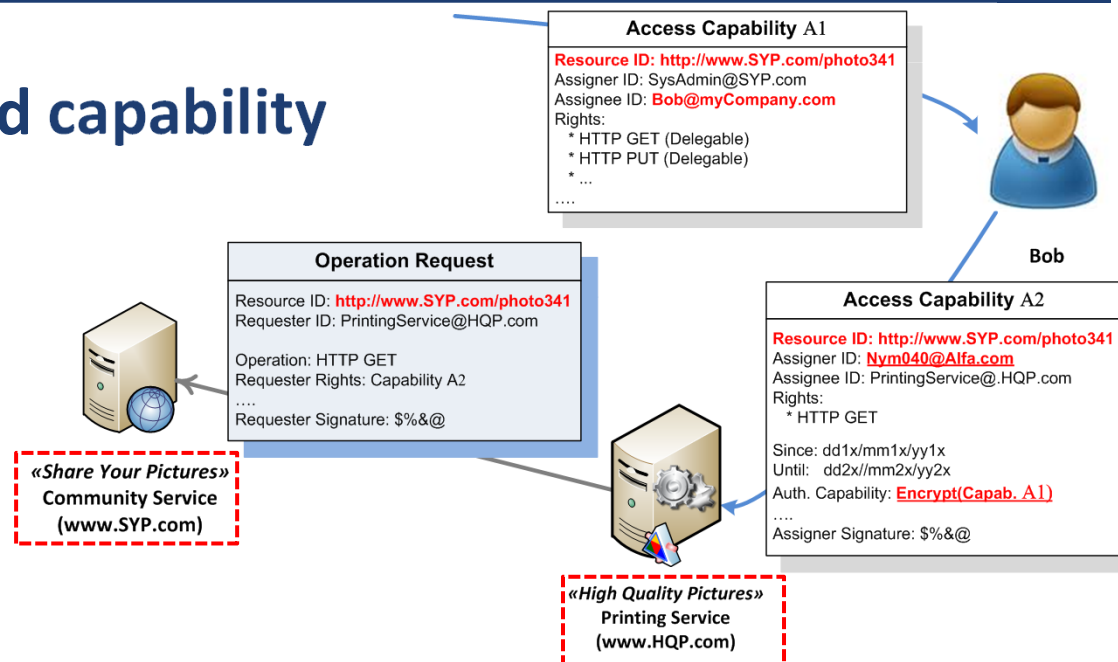 d capability
Access Capability A1
Resource ID: http://www.SYP.com/photo341
Assigner ID: SysAdmin@SYP.com
Assignee ID: Bob@myCompany.com
Rights:
* HTTP GET (Delegable)
* HTTP PUT (Delegable)
* ...
....
Bob
Operation Request
Resource ID: http://www.SYP.com/photo341
Requester ID: PrintingService@HQP.com
Operation: HTTP GET
Requester Rights: Capability A2
....
Requester Signature: $%&@
Access Capability A2
Resource ID: http://www.SYP.com/photo341
Assigner ID: Nym040@Alfa.com
Assignee ID: PrintingService@.HQP.com
Rights:
* HTTP GET
Since: dd1x/mm1x/yy1x
Until: dd2x//mm2x/yy2x
Auth. Capability: Encrypt(Capab. A1)
....
Assigner Signature: $%&@
«Share Your Pictures»
Community Service
(www.SYP.com)
«High Quality Pictures»
Printing Service
(www.HQP.com)